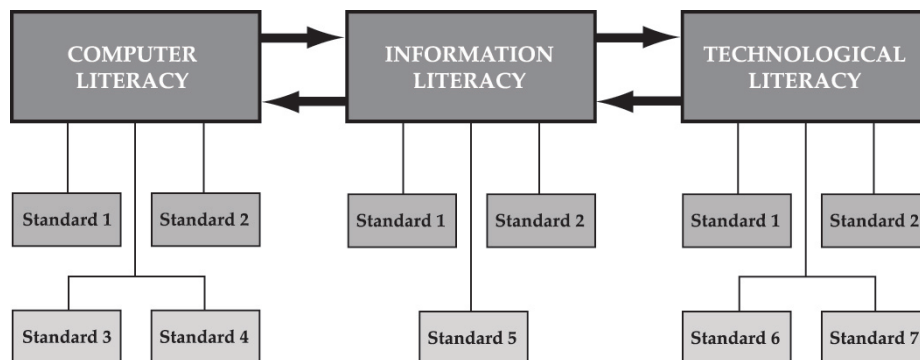 COMPUTER
LITERACY
INFORMATION
LITERACY
TECHNOLOGICAL
LITERACY
Standard 1
Standard 2
Standard 1
Standard 2
Standard 1
Standard 2
Standard 3
Standard 4
Standard 5
Standard 6
Standard 7